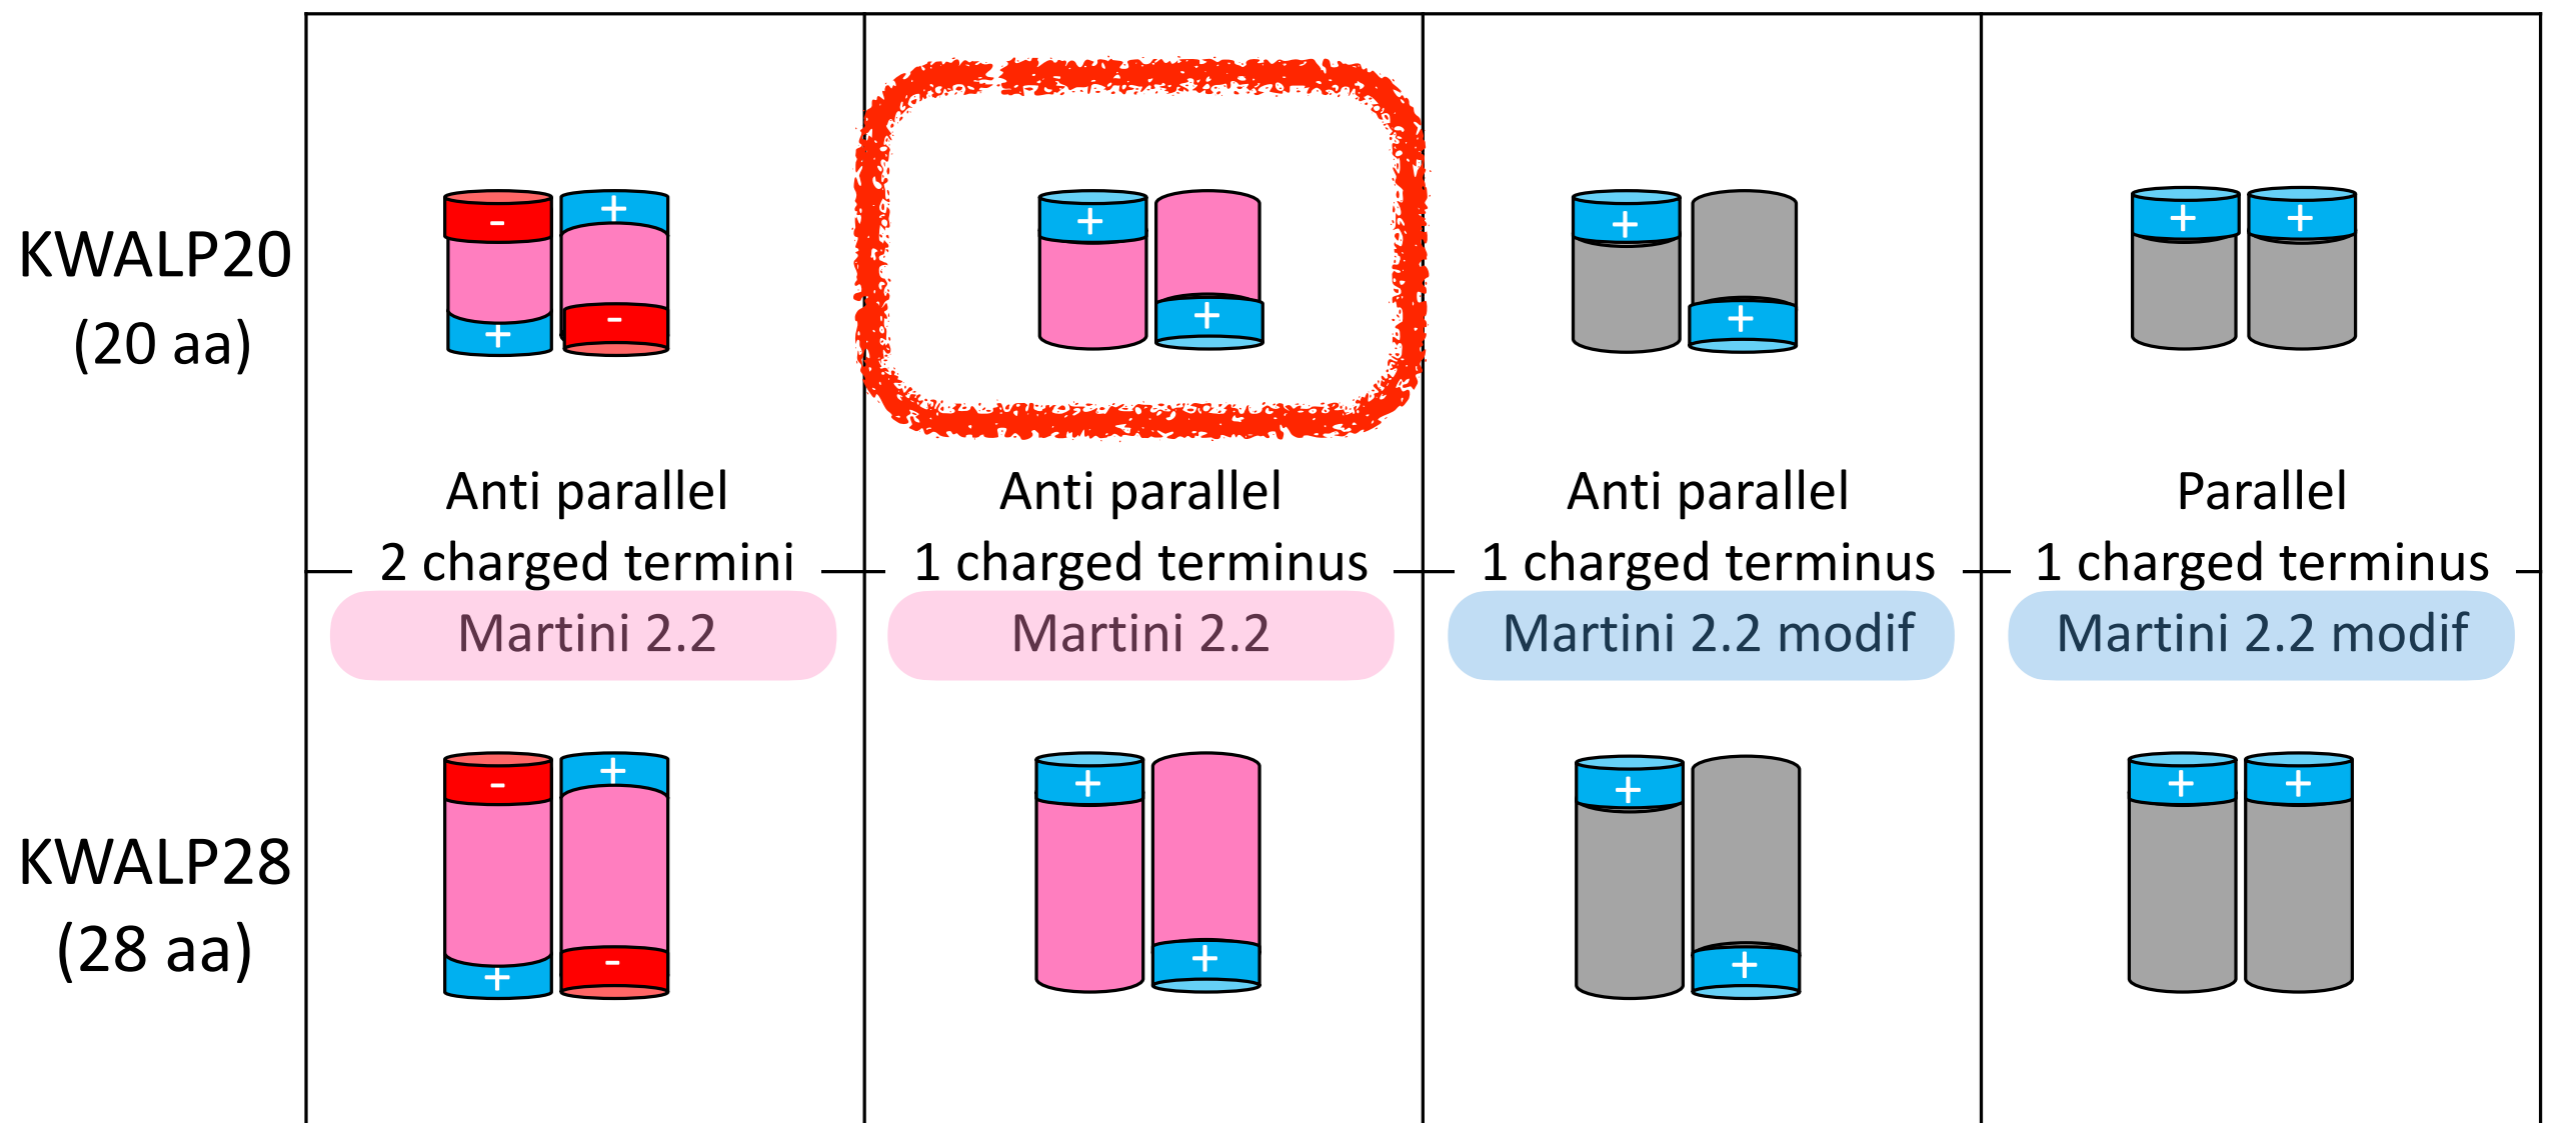 KWALP20
(20 aa)
- +
+ -
+
+
+
+
+ +
Anti parallel
2 charged termini
Martini 2.2
Anti parallel
1 charged terminus
Martini 2.2
Anti parallel
1 charged terminus
Martini 2.2 modif
Parallel
1 charged terminus
Martini 2.2 modif
KWALP28
(28 aa)
- +
+ -
+
+
+
+
+ +